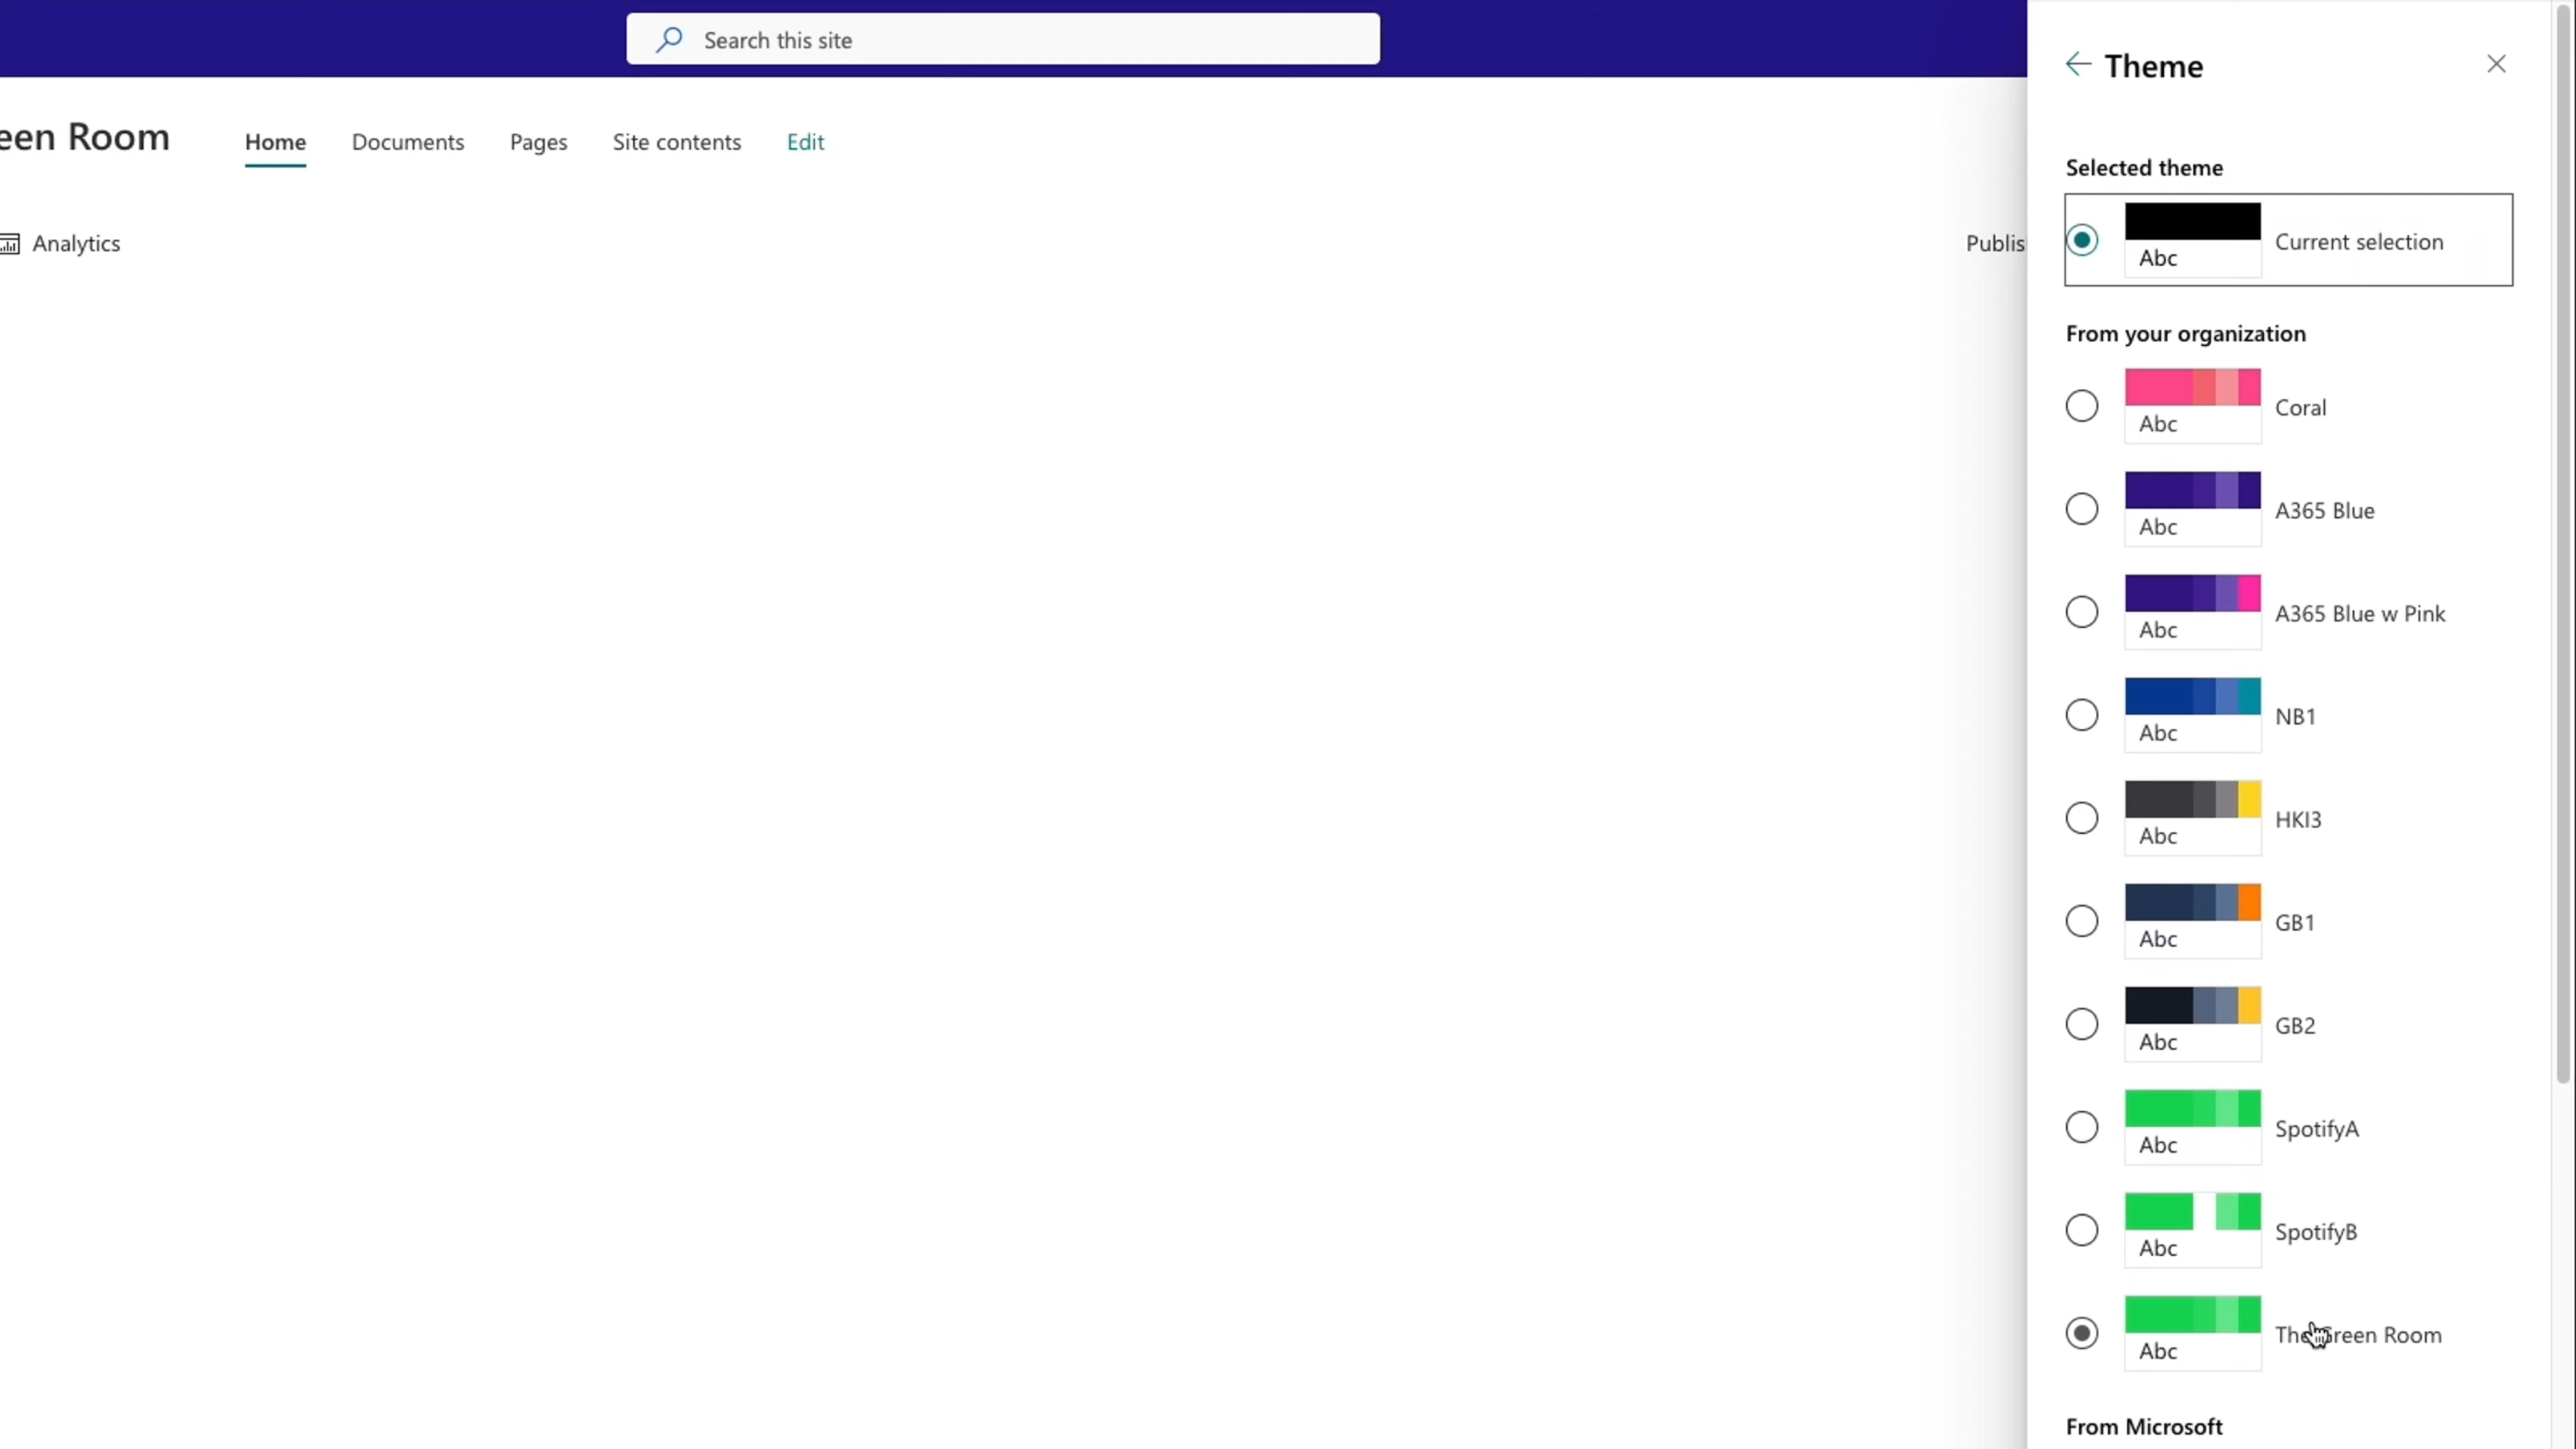 Search this site
een Room
Home
Documents
Pages
Site contents
Edit
Analytics
Publis
Theme
Selected theme
Abc
Current selection
From your organization
Abc
Coral
Abc
A365 Blue
Abc
A365 Blue w Pink
Abc
NB1
Abc
HKI3
Abc
GB1
Abc
GB2
Abc
SpotifyA
Abc
SpotifyB
Abc
The Green Room
From Microsoft